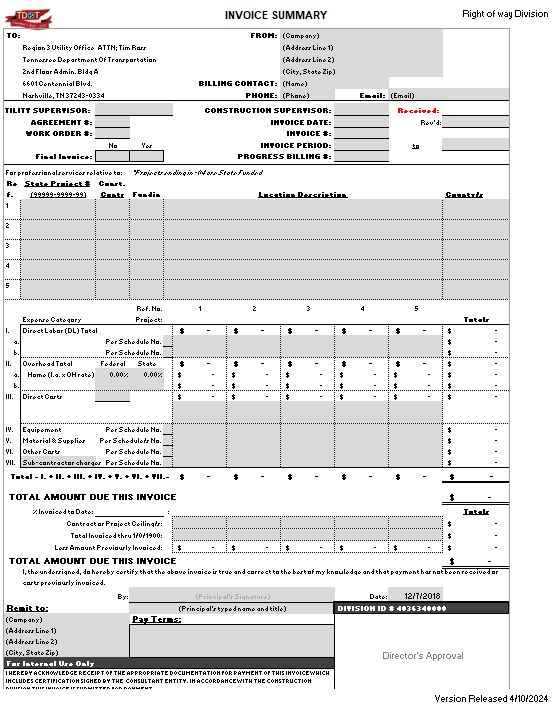 TDOT
INVOICE SUMMARY
Right of way Division
TO:
FROM:
(Company)
Region 3 Utility Office ATTN; Tim Rass
(Address Line 1)
Tennessee Department Of Transportation
(Address Line 2)
2nd Floor Admin. Bldg A
(City, State Zip)
6601 Centennial Blvd.
BILLING CONTACT:
(Name)
Nashville, TN 37243-0334
PHONE:
(Phone)
Email:
(Email)
TILITY SUPERVISOR:
CONSTRUCTION SUPERVISOR:
Received:
AGREEMENT #:
INVOICE DATE:
Rev'd:
WORK ORDER #:
INVOICE #:
No Yes
INVOICE PERIOD:
to
Final Invoice:
PROGRESS BILLING #:
For professional services relative to:
Re State Project # Const.
f. (99999-9999-99) Contr Fundin Location Description County/s
1
2
3
4
5
Ref. No. 1 2 3 4 5
Expense Category Project: Totals
I. Direct Labor (DL) Total $ - $ - $ - $ - $ - $ -
a. Per Schedule No. $ -
b. Per Schedule No. $ -
II. Overhead Total Federal State $ - $ - $ - $ - $ - $ -
a. Home (I.a. x OH rate) 0.00% 0.00% $ - $ - $ - $ - $ - $ -
b. $ - $ - $ - $ - $ - $ -
III. Direct Costs $ - $ - $ - $ - $ - $ -
IV. Equipement Per Schedule No. $ -
V. Material & Supplies Per Schedule/s No. $ -
VI. Other Costs Per Schedule No. $ -
VII. Sub-contractor charges Per Schedule No. $ -
Total - I. + II. + III. + IV. + V. + VI. + VII.- $ - $ - $ - $ - $ - $ -
TOTAL AMOUNT DUE THIS INVOICE $ -
% Invoiced to Date: : Totals
Contract or Project Ceiling/s: $ -
Total Invoiced thru 1/0/1900: $ -
Less Amount Previously Invoiced: $ - $ - $ - $ - $ - $ -
TOTAL AMOUNT DUE THIS INVOICE $ -
I, the undersigned, do hereby certify that the above invoice is true and correct to the best of my knowledge and that payment has not been received or
costs previously invoiced.
By: (Principal's Signature) Date: 12/7/2018
Remit to: (Principal's typed name and title) DIVISION ID # 4036340000
(Company) Pay Terms:
(Address Line 1)
(Address Line 2)
(City, State Zip)
Director's Approval
For Internal Use Only
I HEREBY ACKNOWLEDGE RECEIPT OF THE APPROPRIATE DOCUMENTATION FOR PAYMENT OF THIS INVOICE WHICH
INCLUDES CERTIFICATION SIGNED BY THE CONSULTANT ENTITY. IN ACCORDANCE WITH THE CONSTRUCTION
Version Released 4/10/2024